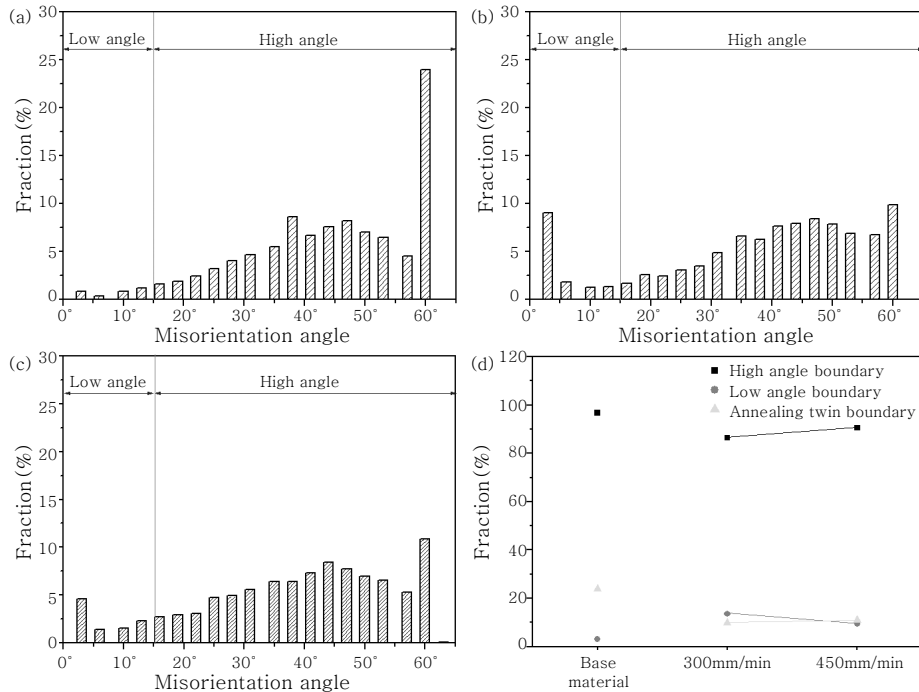 (a)
30
25
20
15
10
5
0
Fraction(%)
Low angle
High angle
0° 10° 20° 30° 40° 50° 60°
Misorientation angle
(b)
30
25
20
15
10
5
0
Fraction(%)
Low angle
High angle
0° 10° 20° 30° 40° 50° 60°
Misorientation angle
(c)
30
25
20
15
10
5
0
Fraction(%)
Low angle
High angle
0° 10° 20° 30° 40° 50° 60°
Misorientation angle
(d)
120
100
80
60
40
20
0
Fraction(%)
High angle boundary
Low angle boundary
Annealing twin boundary
Base
material
300mm/min
450mm/min